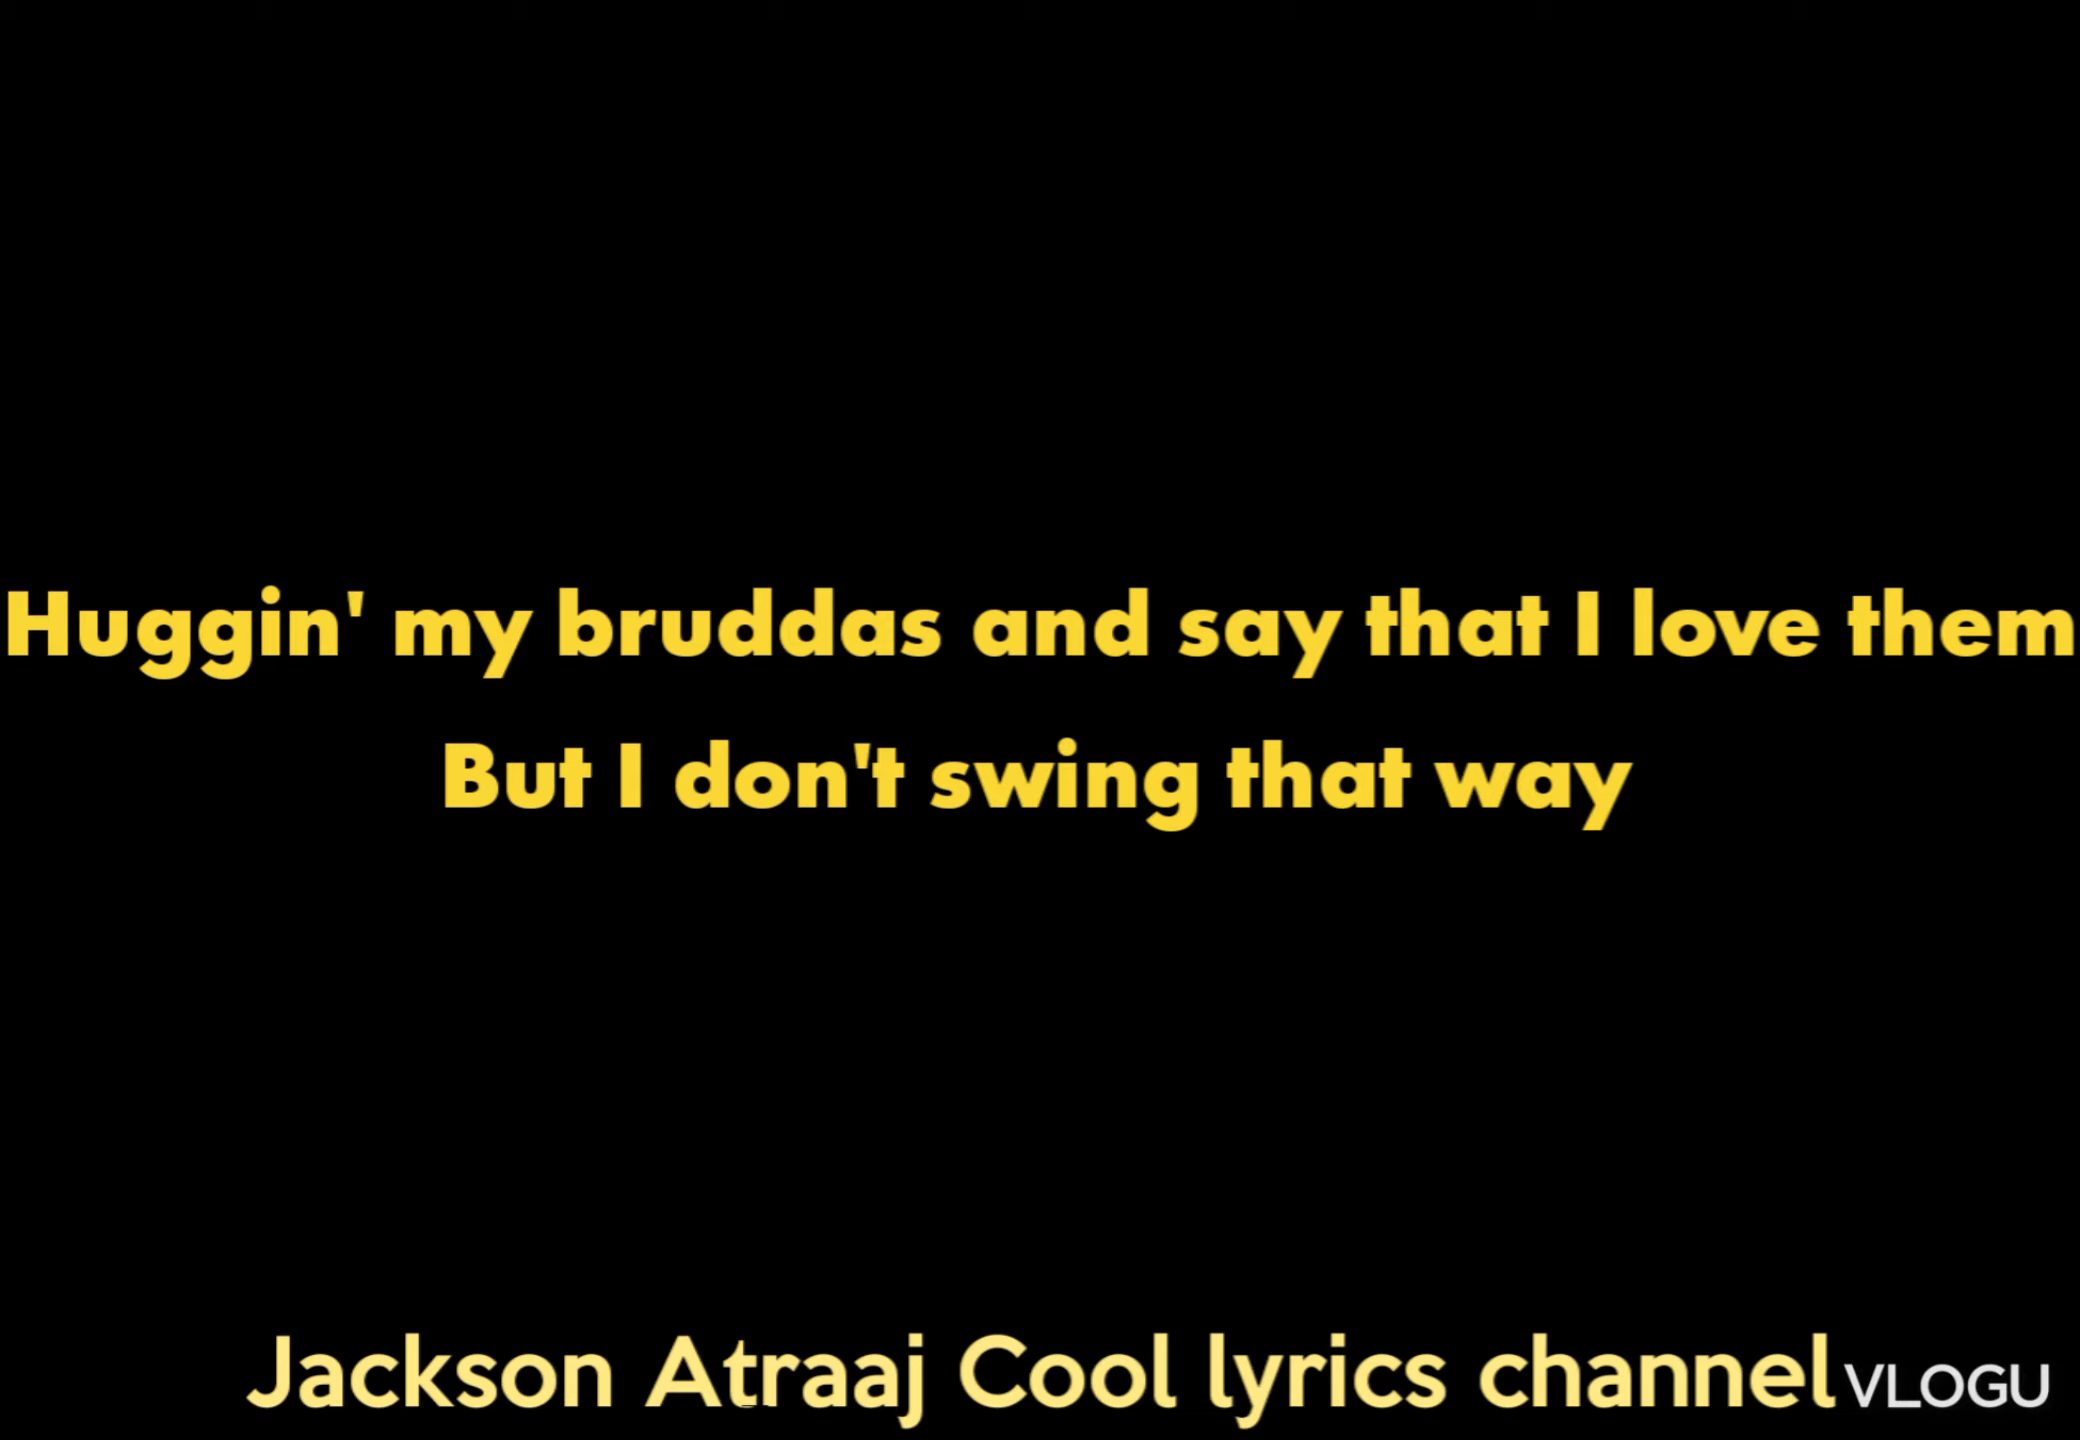 Huggin' my bruddas and say that I love them
But I don't swing that way
Jackson Atraaj Cool lyrics channel
VLOGU